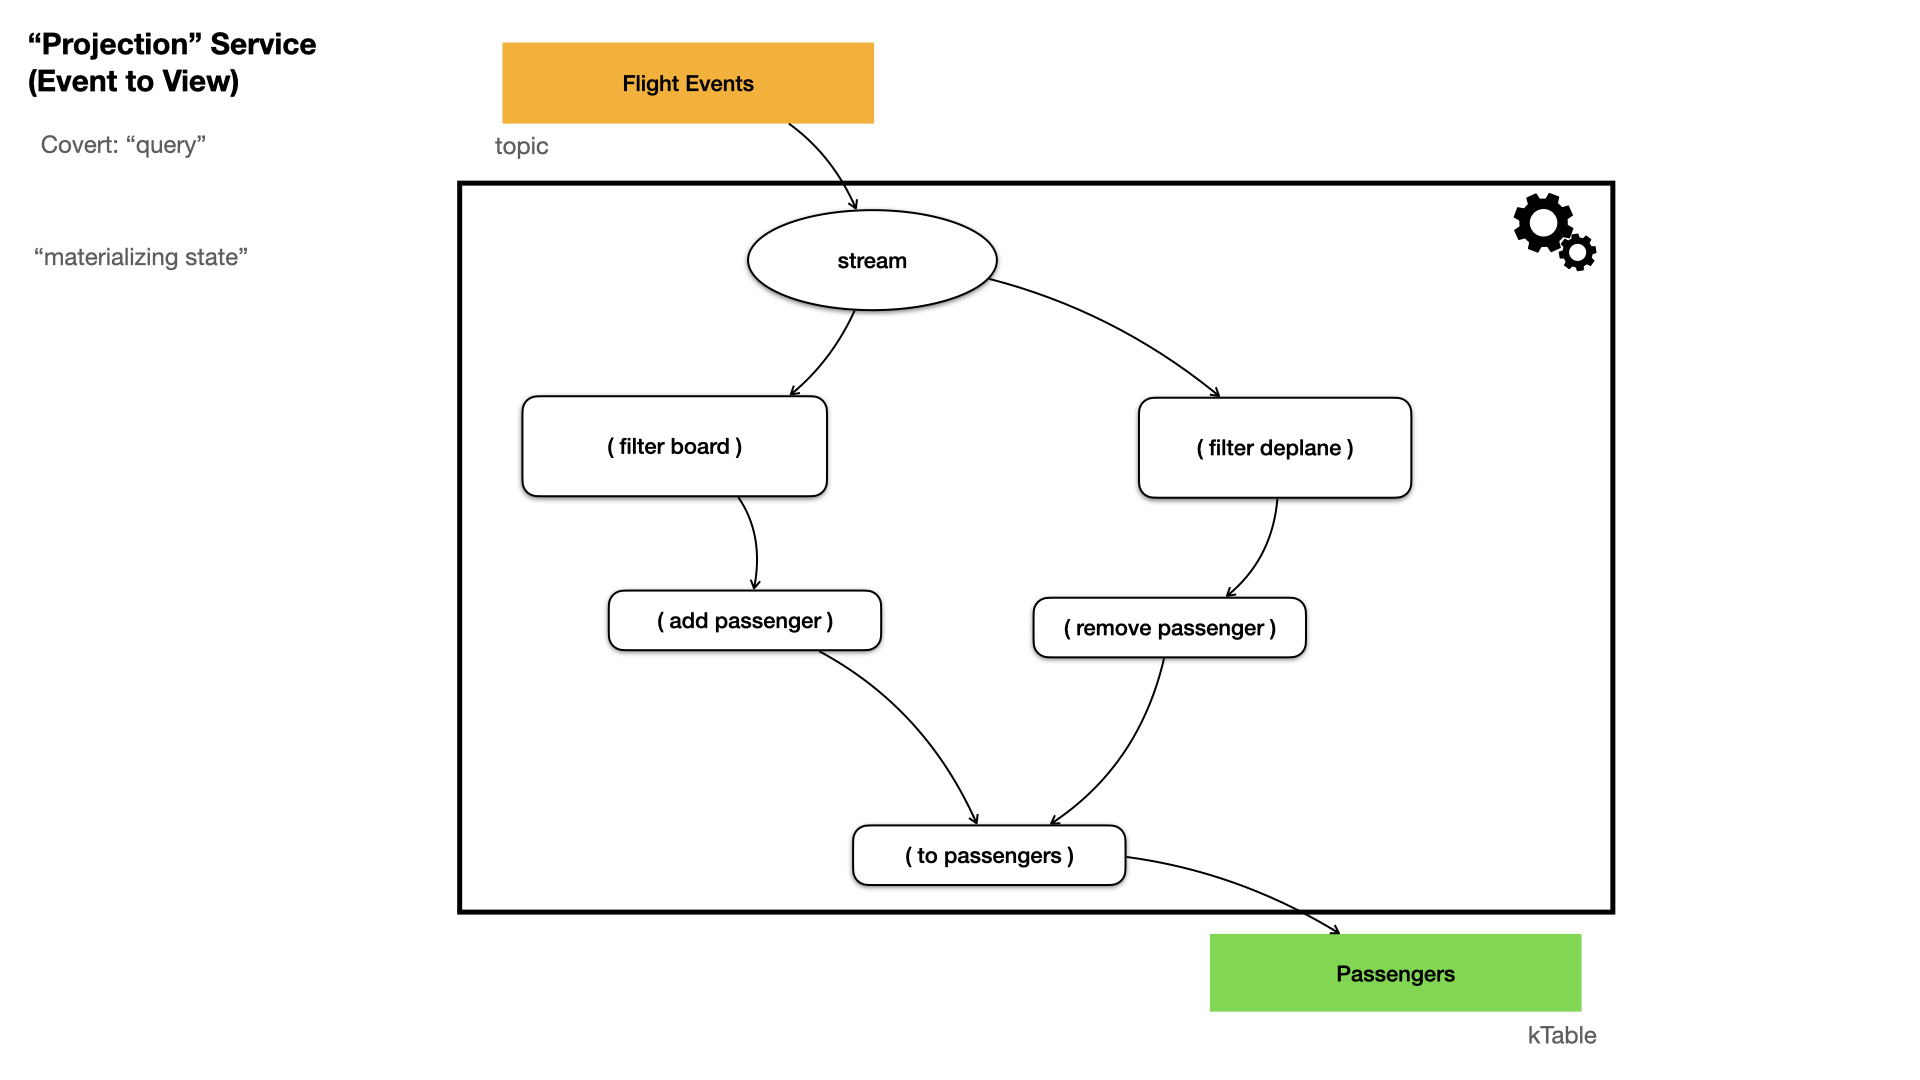 “Projection” Service
(Event to View)
Covert: “query”
“materializing state”
Flight Events
topic
stream
( filter board )
( filter deplane )
( add passenger )
( remove passenger )
( to passengers )
Passengers
kTable